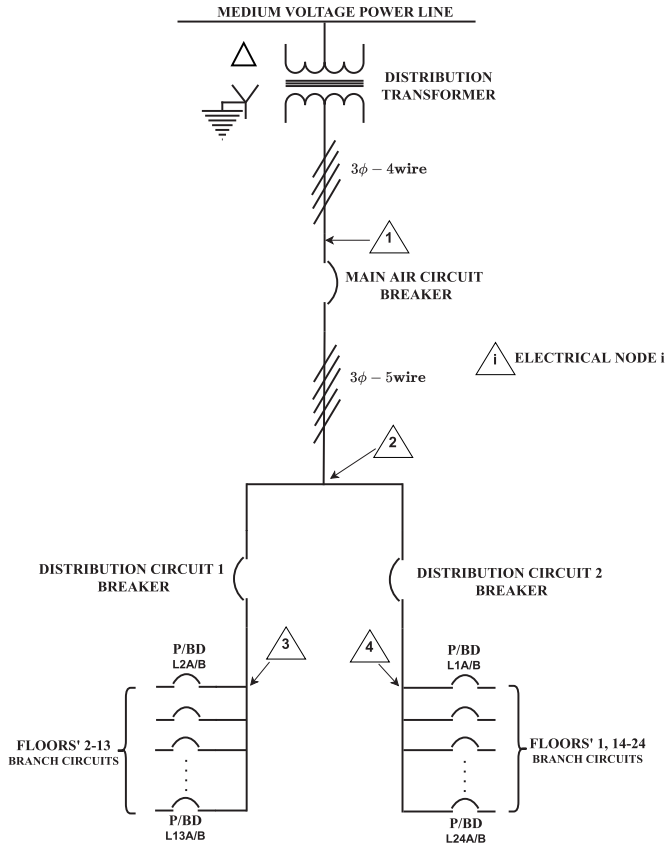 MEDIUM VOLTAGE POWER LINE
DISTRIBUTION
TRANSFORMER
3ϕ − 4wire
1
MAIN AIR CIRCUIT
BREAKER
i ELECTRICAL NODE i
3ϕ − 5wire
2
DISTRIBUTION CIRCUIT 1
BREAKER
DISTRIBUTION CIRCUIT 2
BREAKER
3
4
P/BD
L2A/B
P/BD
L1A/B
FLOORS' 2-13
BRANCH CIRCUITS
FLOORS' 1, 14-24
BRANCH CIRCUITS
P/BD
L13A/B
P/BD
L24A/B